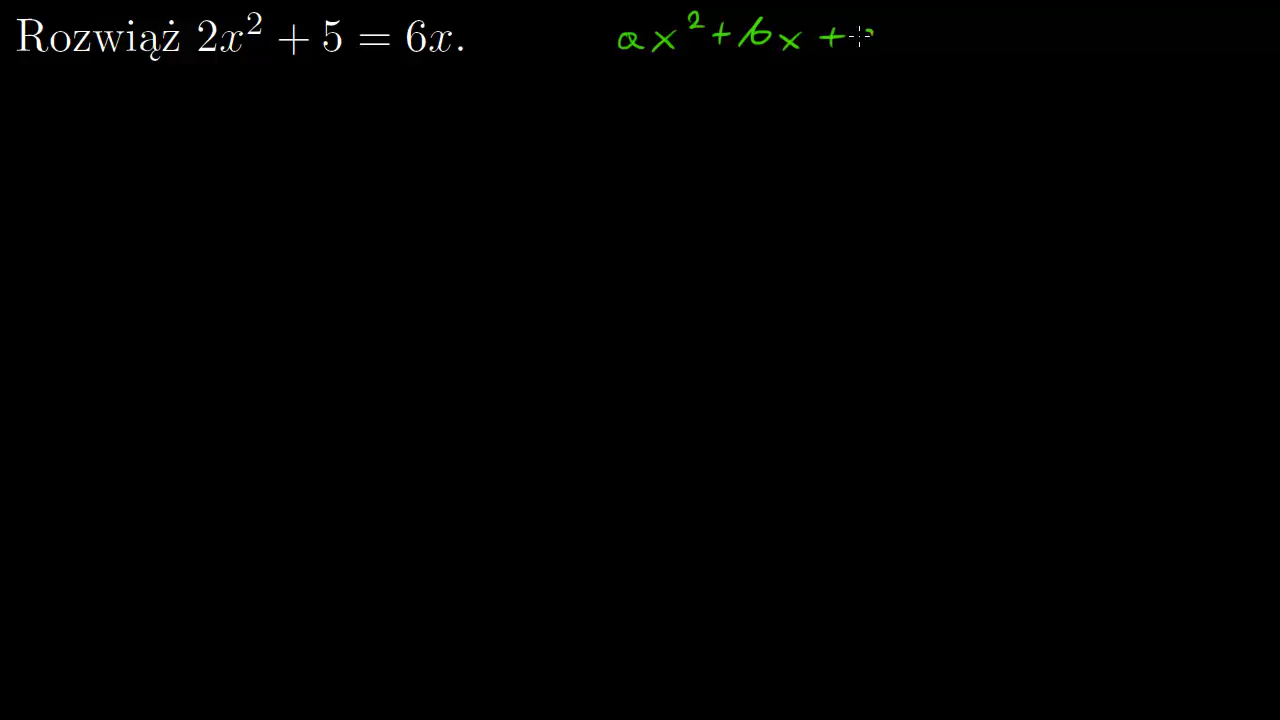 Rozwiąż 2x² + 5 = 6x. ax² + bx +